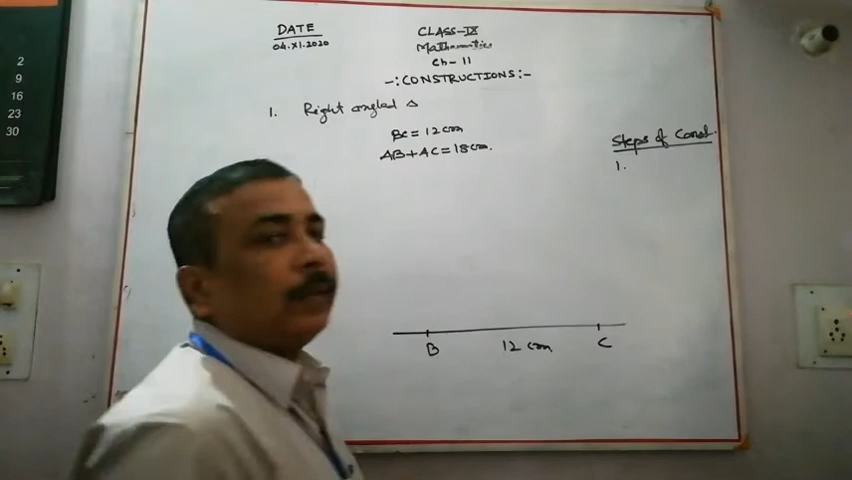 DATE
04.XI.2020
CLASS-IX
Mathematics
Ch-11
-:CONSTRUCTIONS:-
1. Right angled △
BC = 12 cm
AB + AC = 18 cm.
Steps of Const.
1.
B 12 cm C
2
9
16
23
30